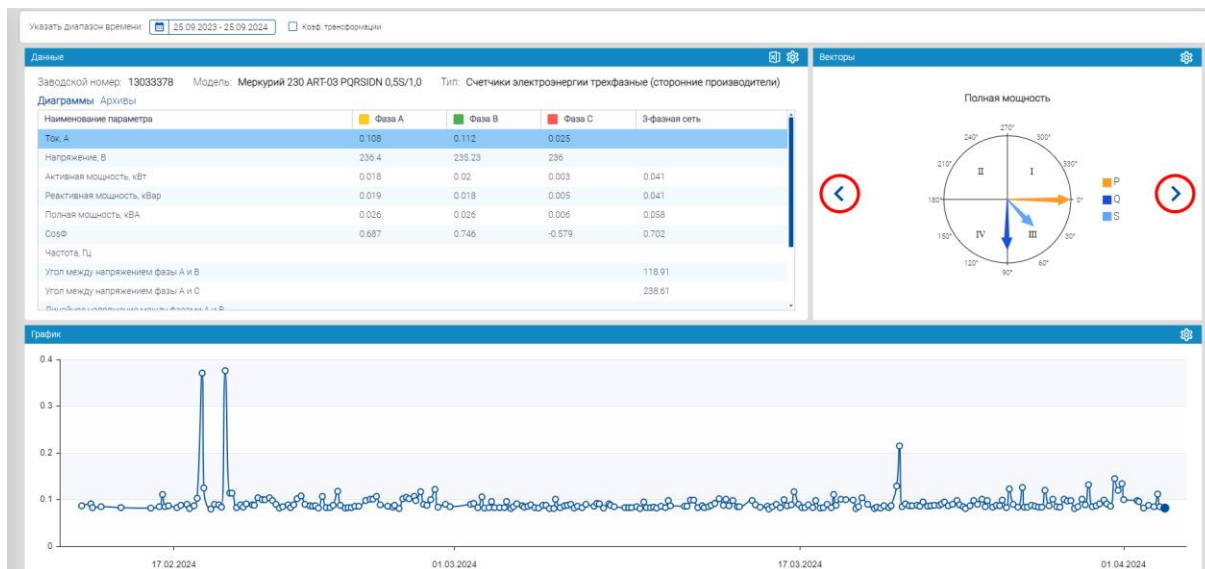 Указать диапазон времени: 25.09.2023 - 25.09.2024 Коэф. трансформации
Данные
Заводской номер: 13033378 Модель: Меркурий 230 ART-03 PQRSIDN 0,5S/1,0 Тип: Счетчики электроэнергии трехфазные (сторонние производители)
Диаграммы Архивы
Наименование параметра Фаза A Фаза B Фаза C 3-фазная сеть
Ток, А 0.108 0.112 0.025
Напряжение, В 236.4 235.23 236
Активная мощность, кВт 0.018 0.02 0.003 0.041
Реактивная мощность, кВар 0.019 0.018 0.005 0.041
Полная мощность, кВА 0.026 0.026 0.006 0.058
CosФ 0.687 0.746 -0.579 0.702
Частота, Гц
Угол между напряжением фазы А и В 118.91
Угол между напряжением фазы А и С 238.61
Линейное напряжение между фазами А и В
Векторы
Полная мощность
270°
240° 300°
210° II I 330°
180° 0°
150° IV III 30°
120° 60°
90°
P
Q
S
График
0.4
0.3
0.2
0.1
0
17.02.2024 01.03.2024 17.03.2024 01.04.2024